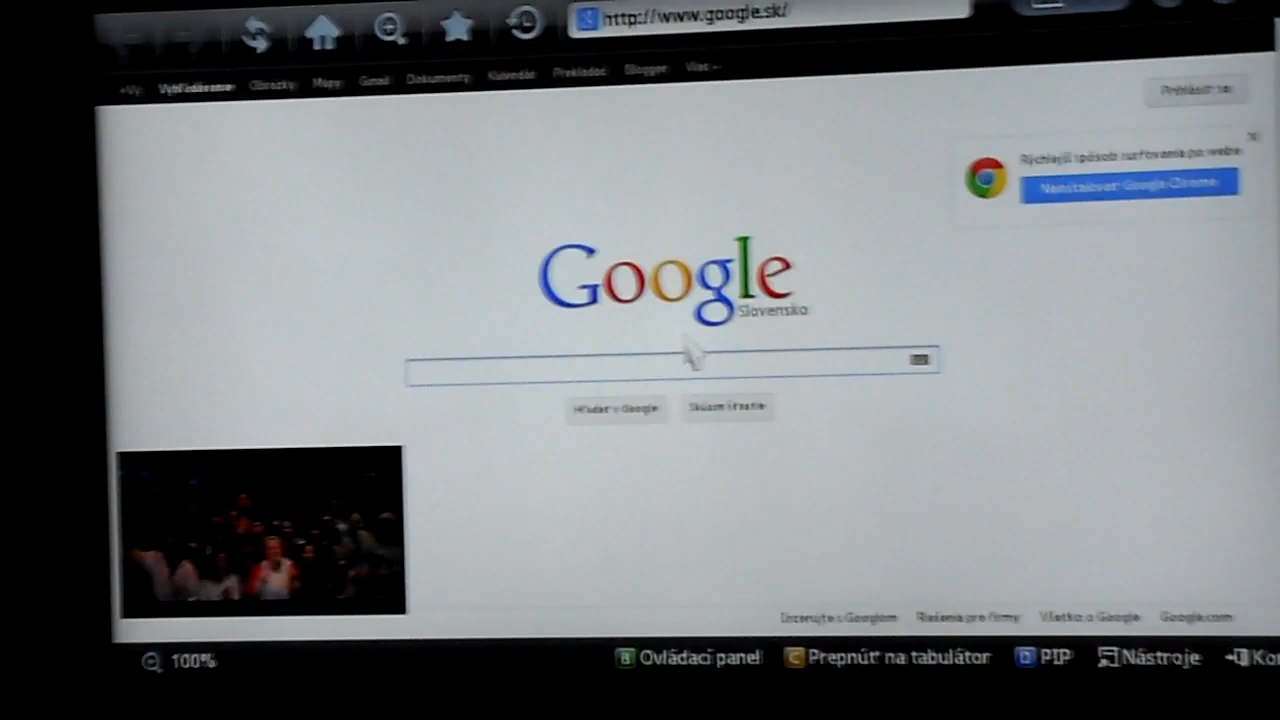 http://www.google.sk/
+Vy Vyhľadávanie Obrázky Mapy Gmail Dokumenty Kalendár Prekladač Blogger Viac
Prihlásiť sa
Rýchlejší spôsob surfovania po webe
Nainštalovať Google Chrome
Google
Slovensko
Hľadať v Google Skúsim šťastie
Inzerujte s Googlom Riešenia pre firmy Všetko o Google Google.com
100% B Ovládací panel C Prepnúť na tabulátor D PIP Nástroje